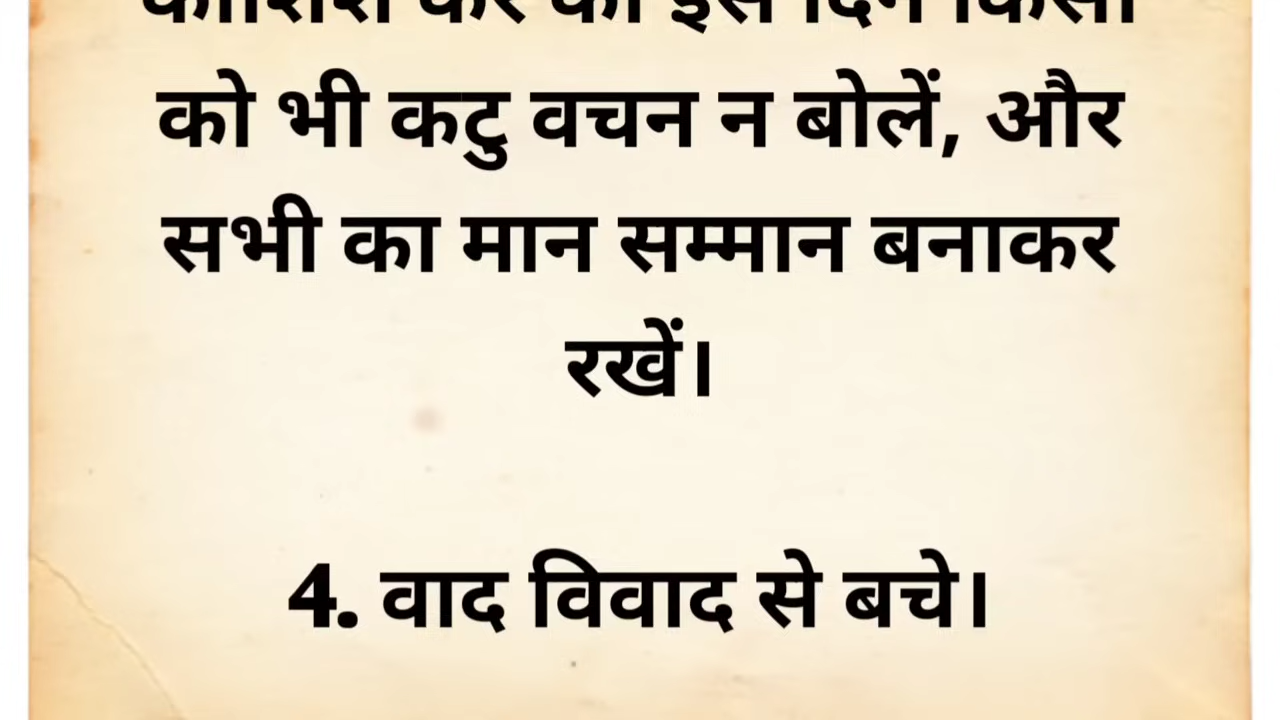 को भी कटु वचन न बोलें, और
सभी का मान सम्मान बनाकर
रखें।
4. वाद विवाद से बचे।